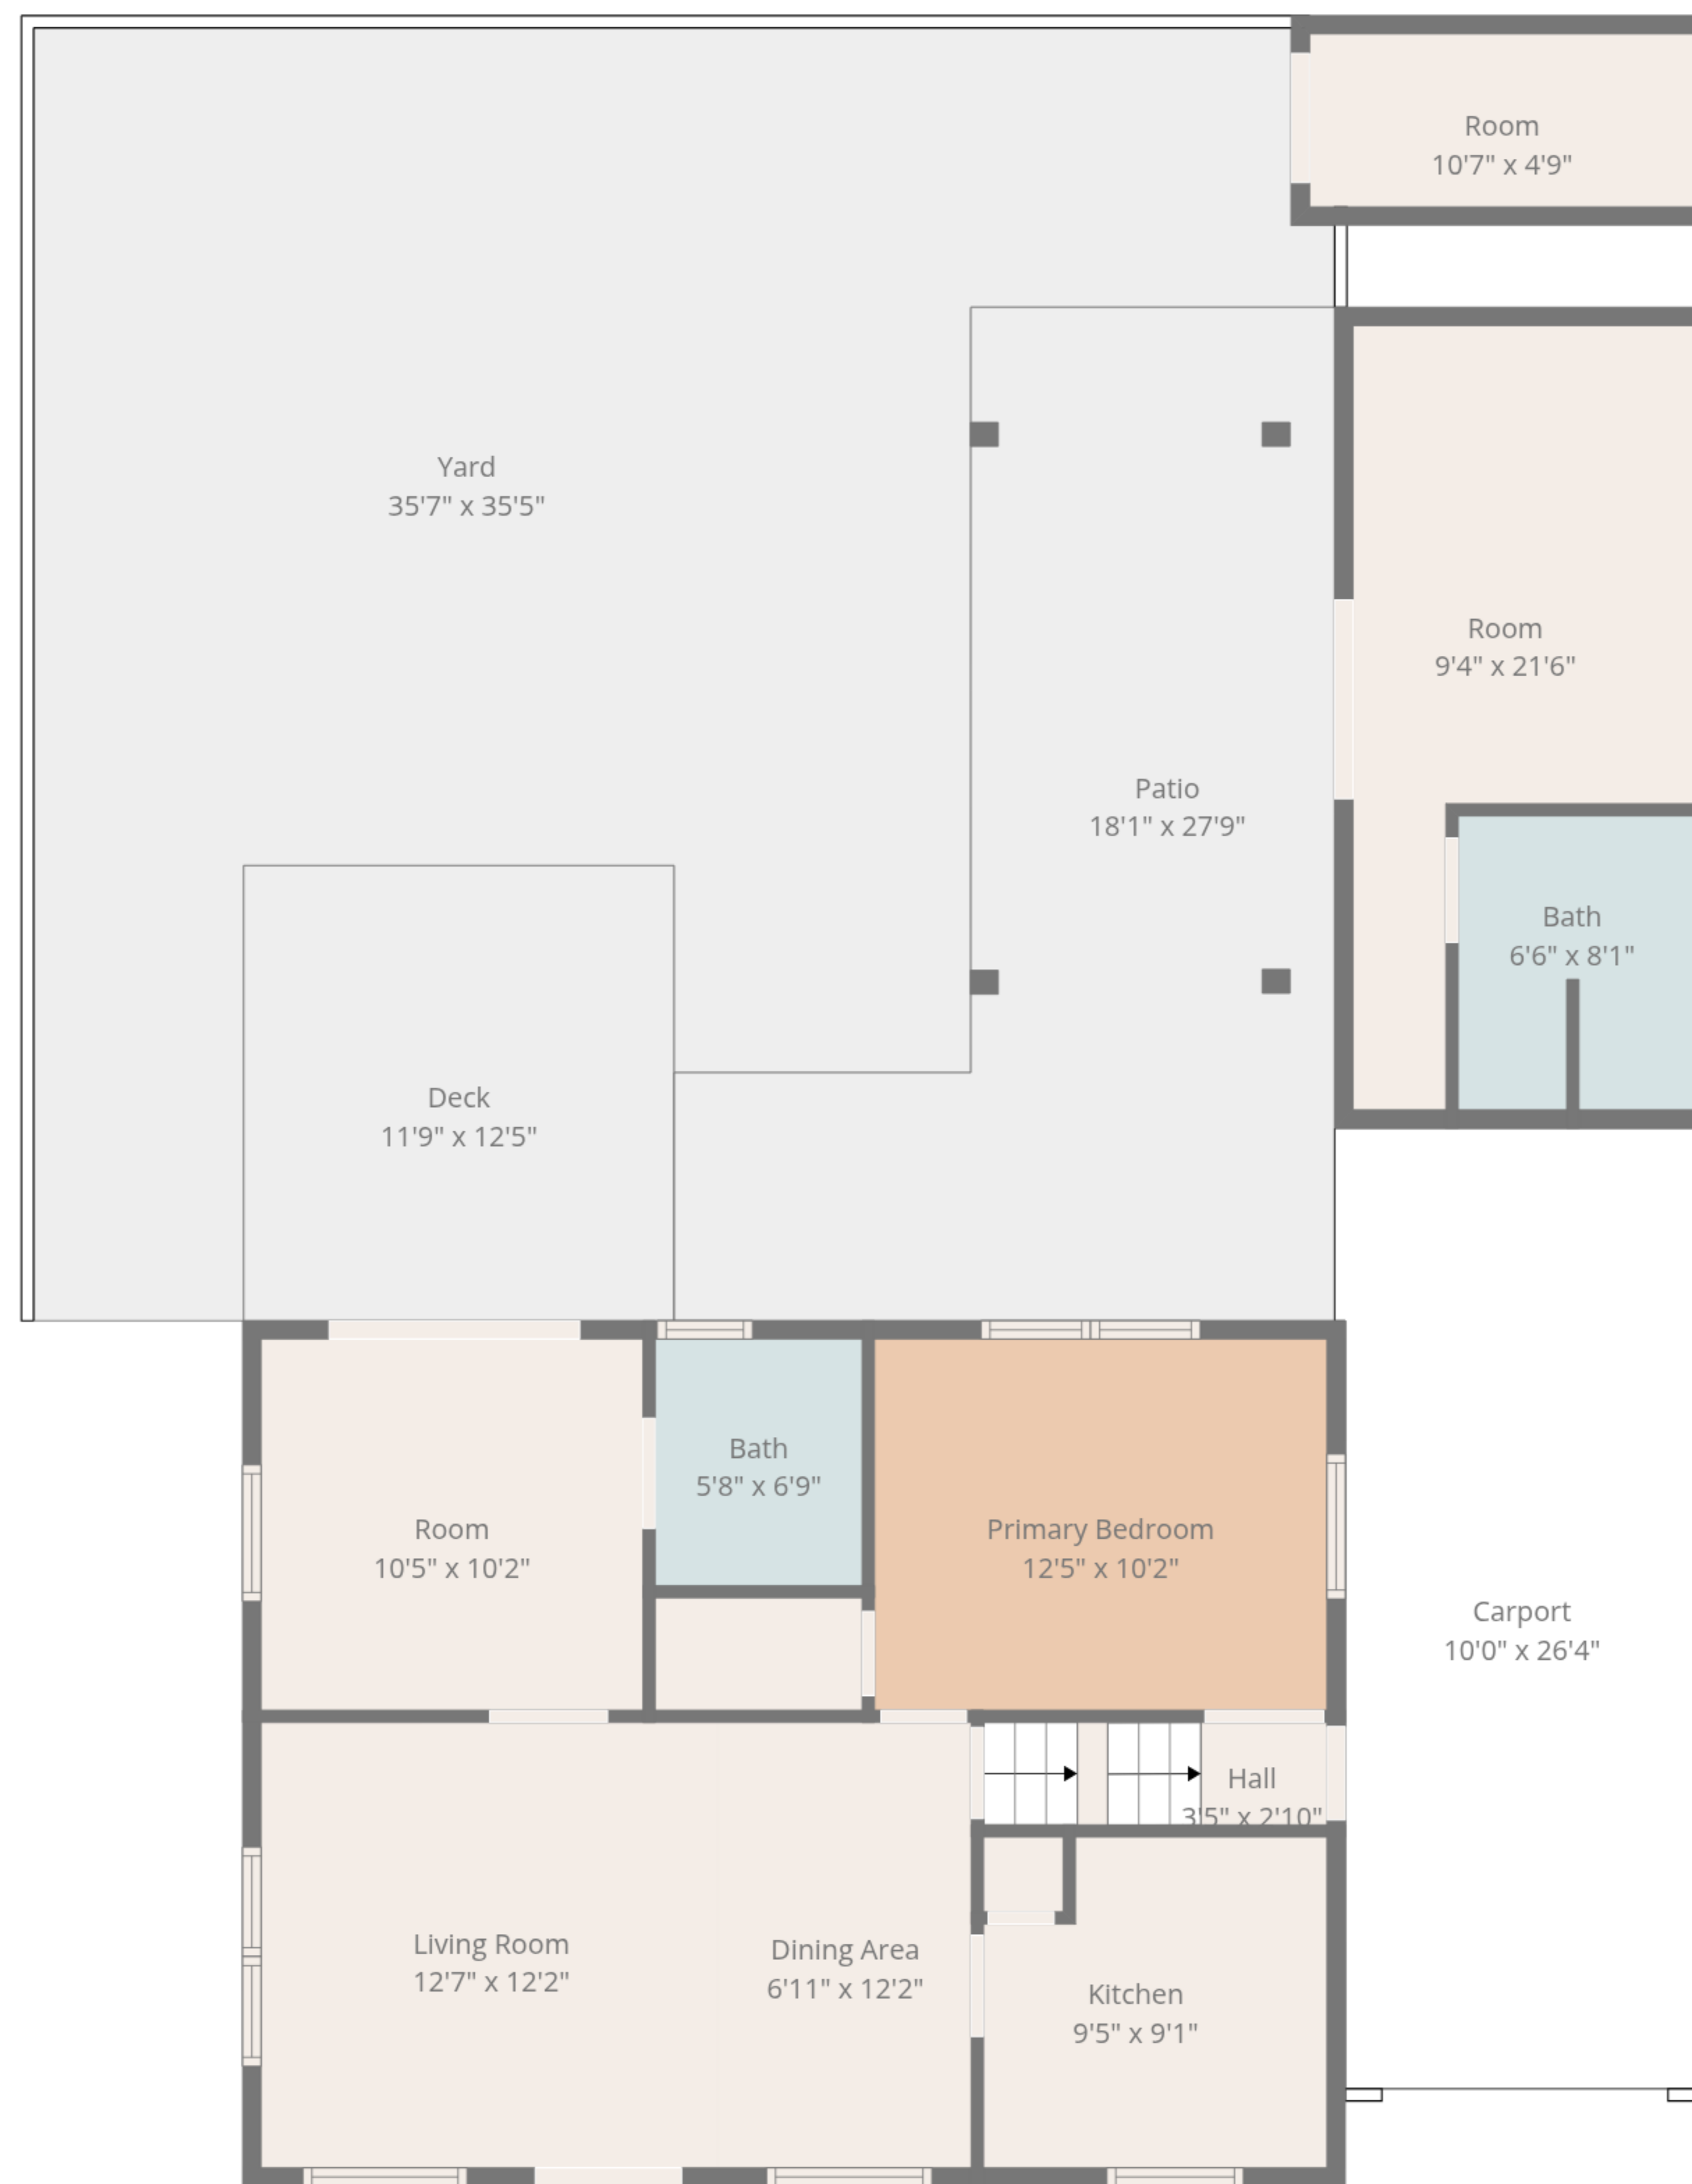 Room
10'7" x 4'9"
Yard
35'7" x 35'5"
Room
9'4" x 21'6"
Patio
18'1" x 27'9"
Bath
6'6" x 8'1"
Deck
11'9" x 12'5"
Bath
5'8" x 6'9"
Room
10'5" x 10'2"
Primary Bedroom
12'5" x 10'2"
Carport
10'0" x 26'4"
Hall
3'5" x 2'10"
Living Room
12'7" x 12'2"
Dining Area
6'11" x 12'2"
Kitchen
9'5" x 9'1"